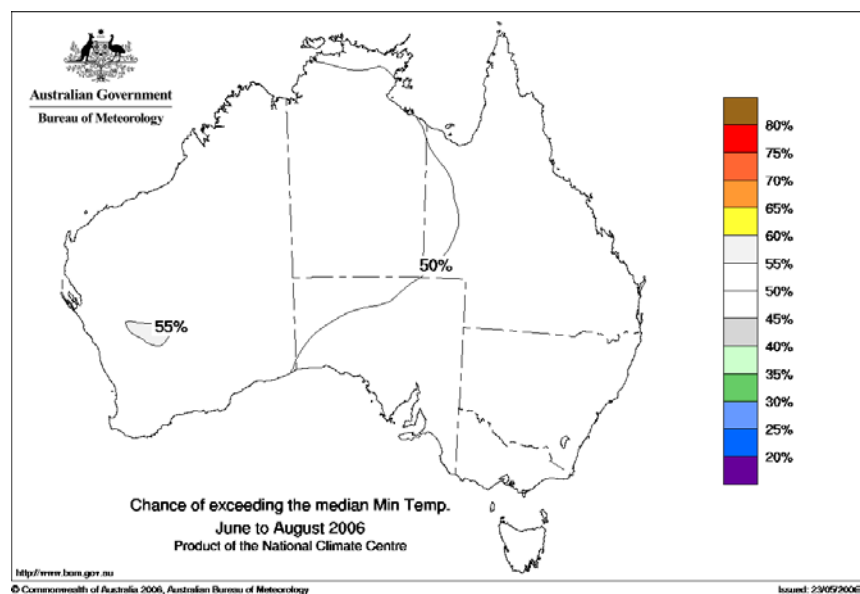 Australian Government
Bureau of Meteorology
50%
55%
80%
75%
70%
65%
60%
55%
50%
45%
40%
35%
30%
25%
20%
Chance of exceeding the median Min Temp.
June to August 2006
Product of the National Climate Centre
http://www.bom.gov.au
© Commonwealth of Australia 2006, Australian Bureau of Meteorology
Issued: 23/05/2006